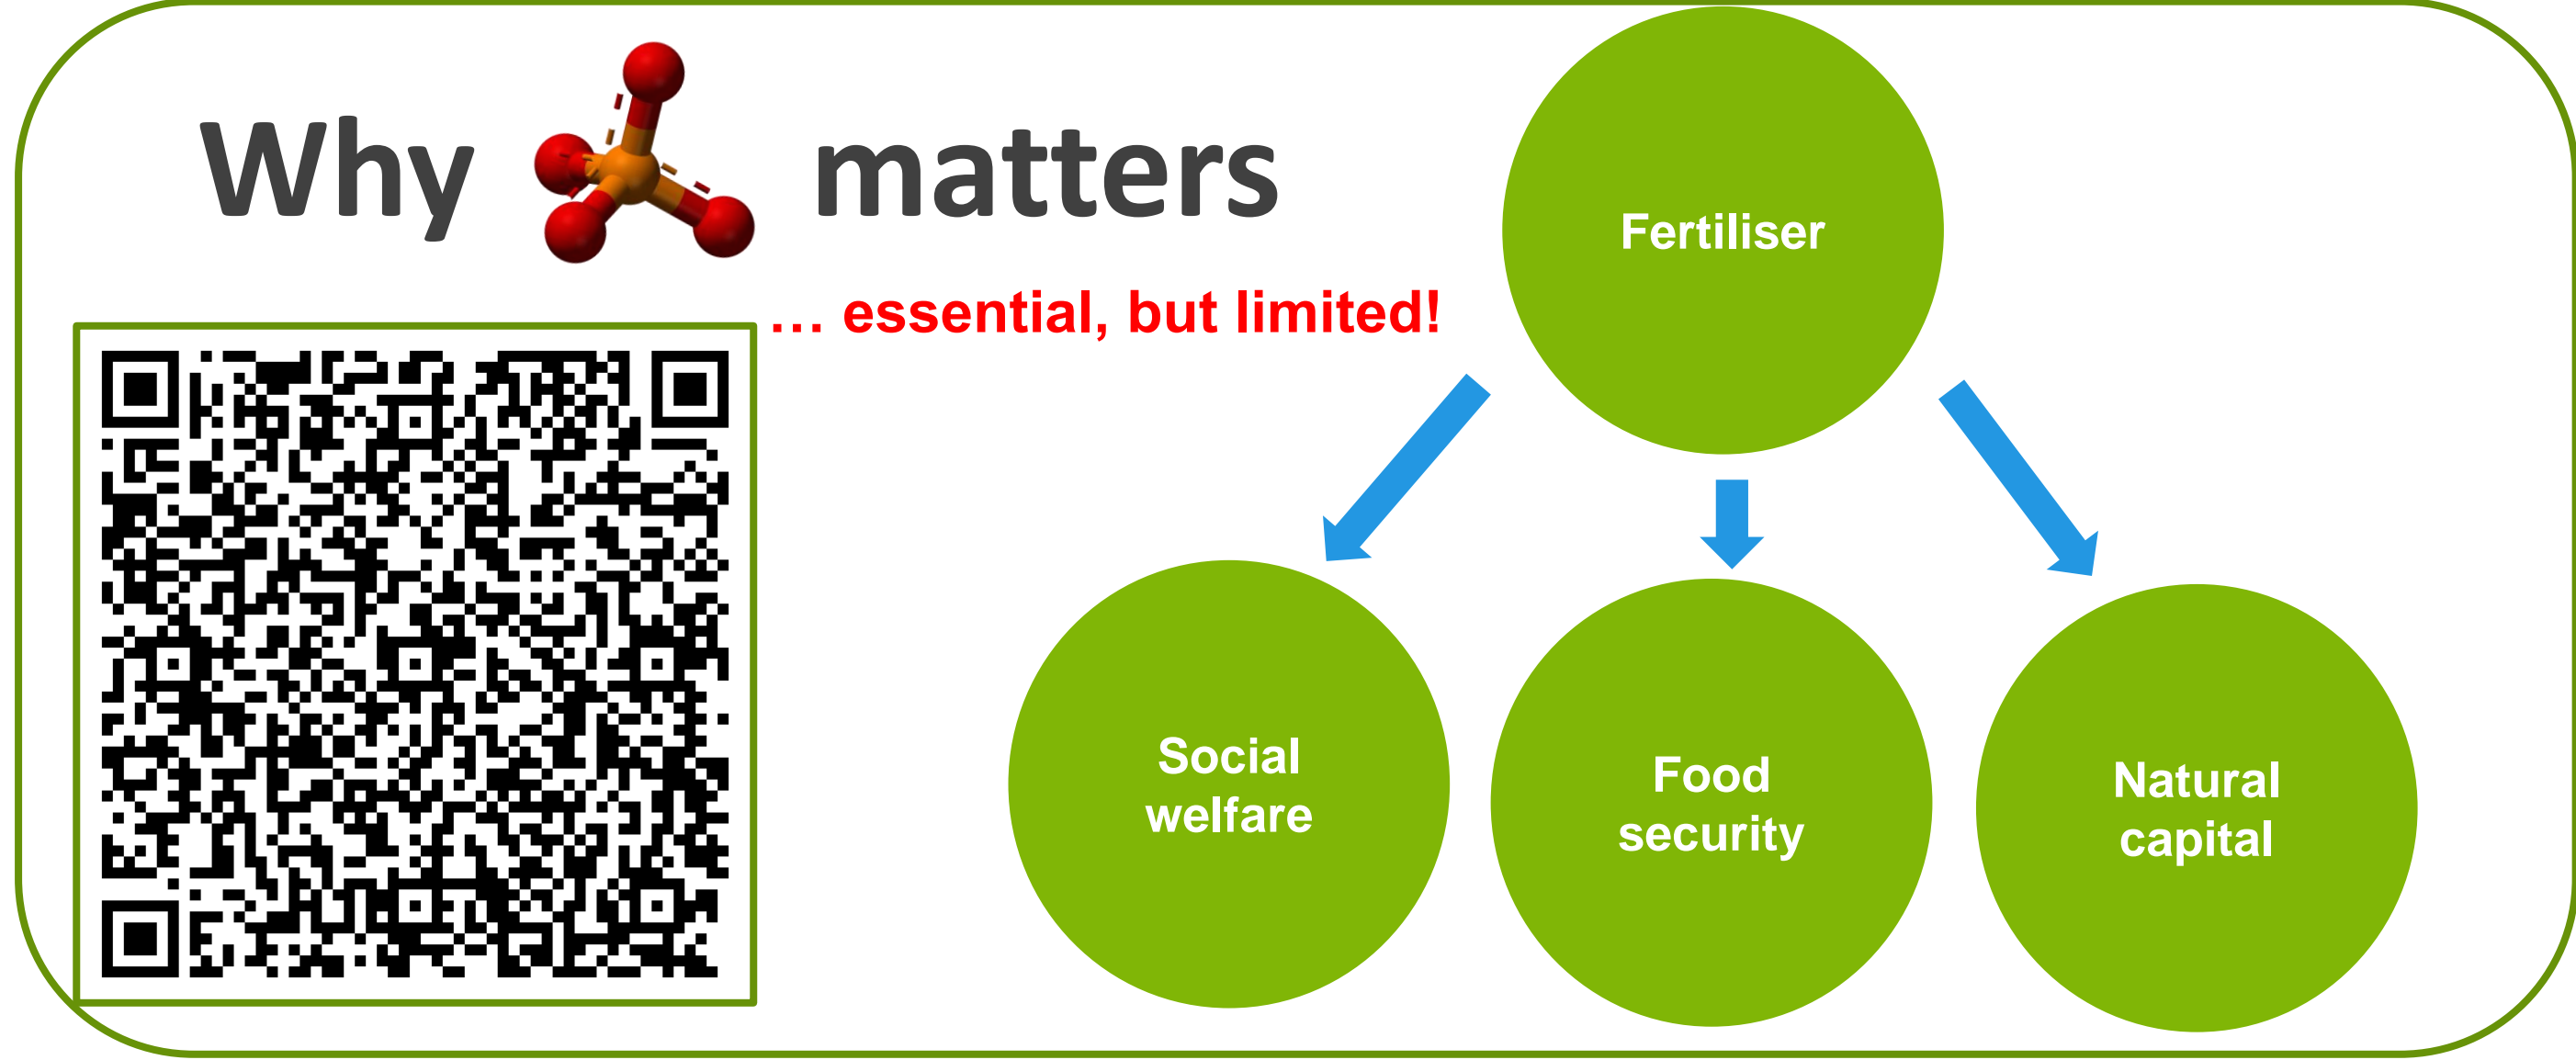 Why matters
… essential, but limited!
Fertiliser
Social
welfare
Food
security
Natural
capital